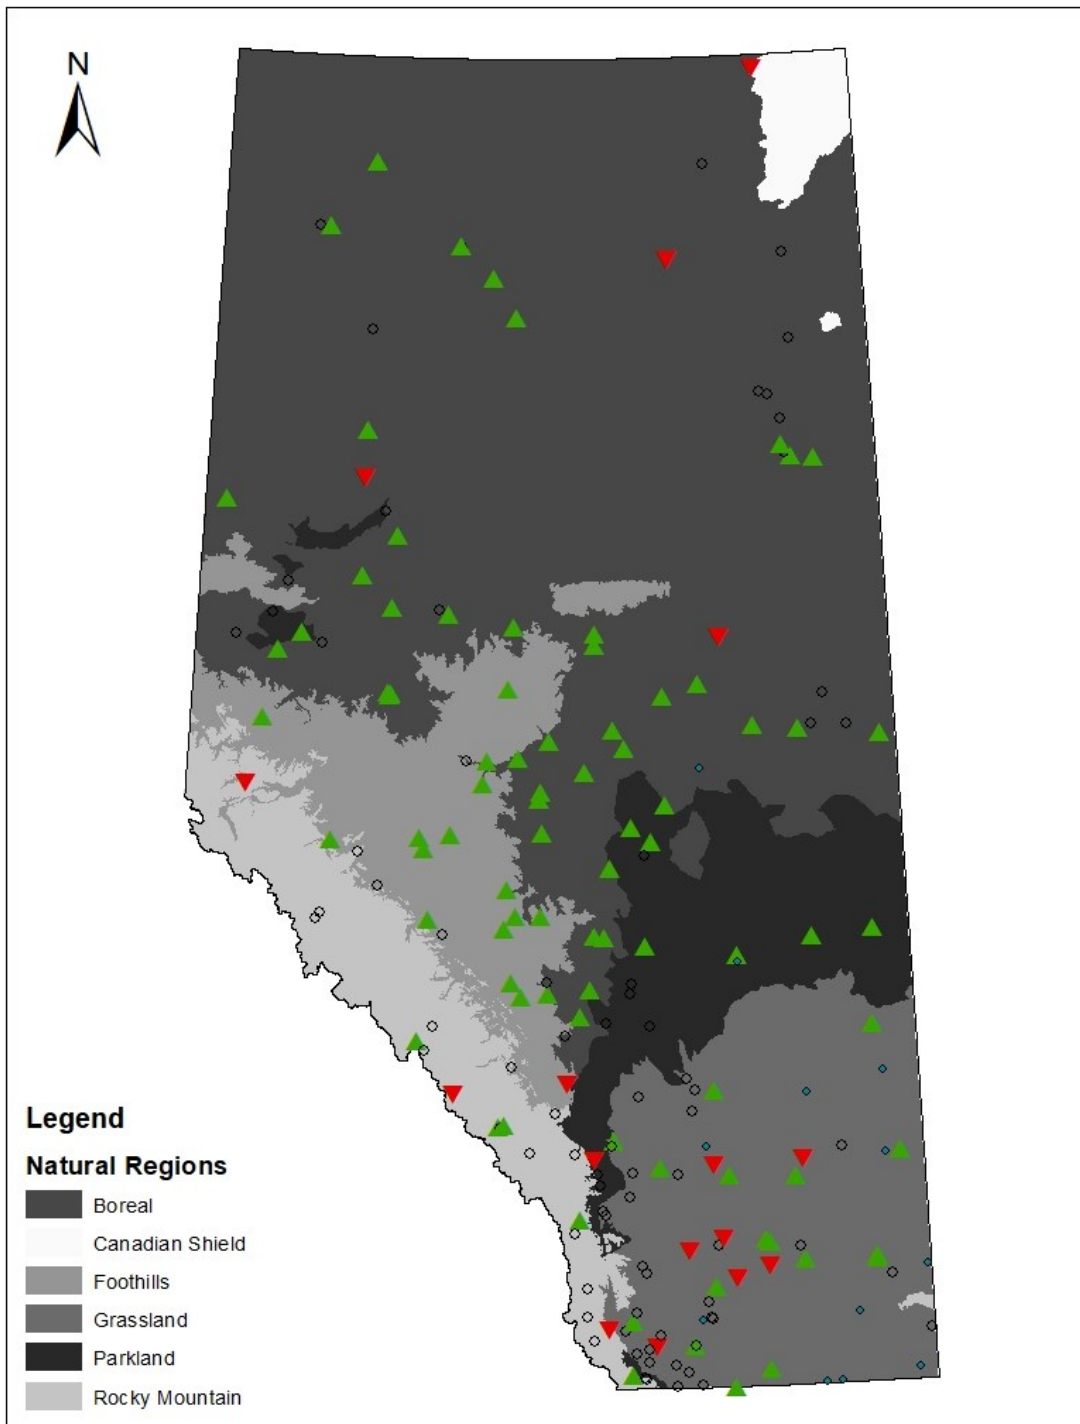 N
Legend
Natural Regions
Boreal
Canadian Shield
Foothills
Grassland
Parkland
Rocky Mountain